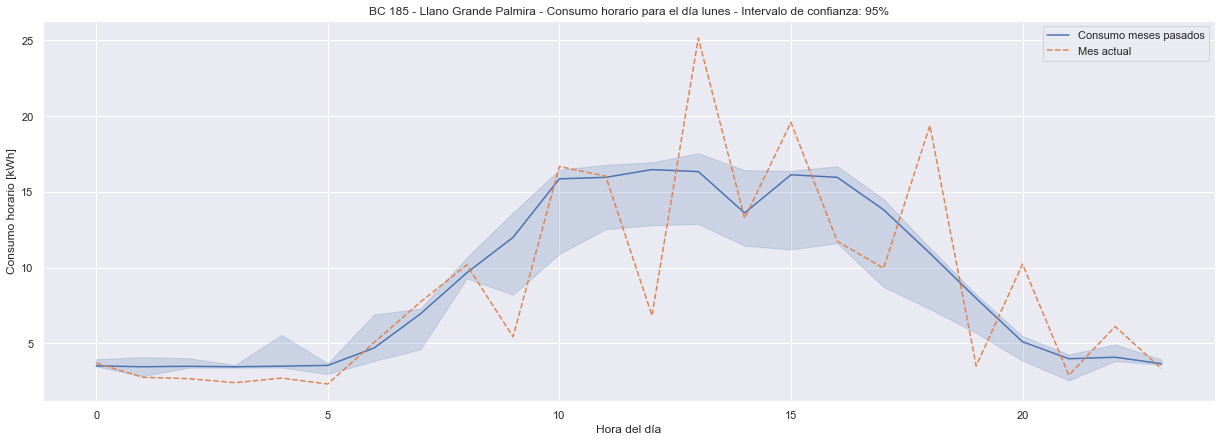 BC 185 - Llano Grande Palmira - Consumo horario para el día lunes - Intervalo de confianza: 95%
Consumo meses pasados
Mes actual
25
20
15
10
5
Consumo horario [kWh]
0
5
10
15
20
Hora del día